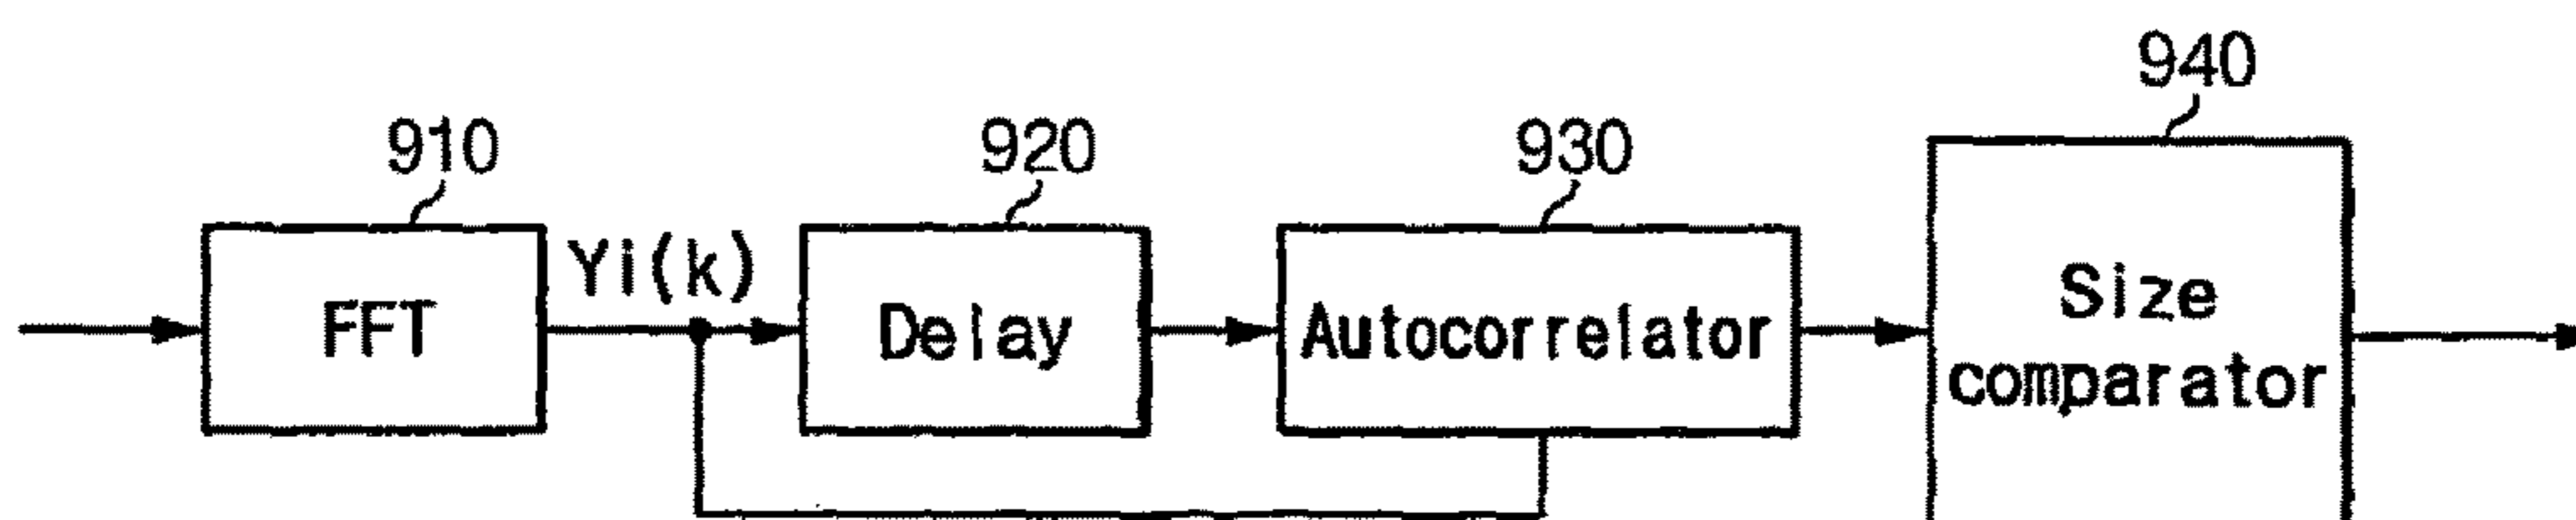 910
920
930
940
FFT
Yi(k)
Delay
Autocorrelator
Size
comparator